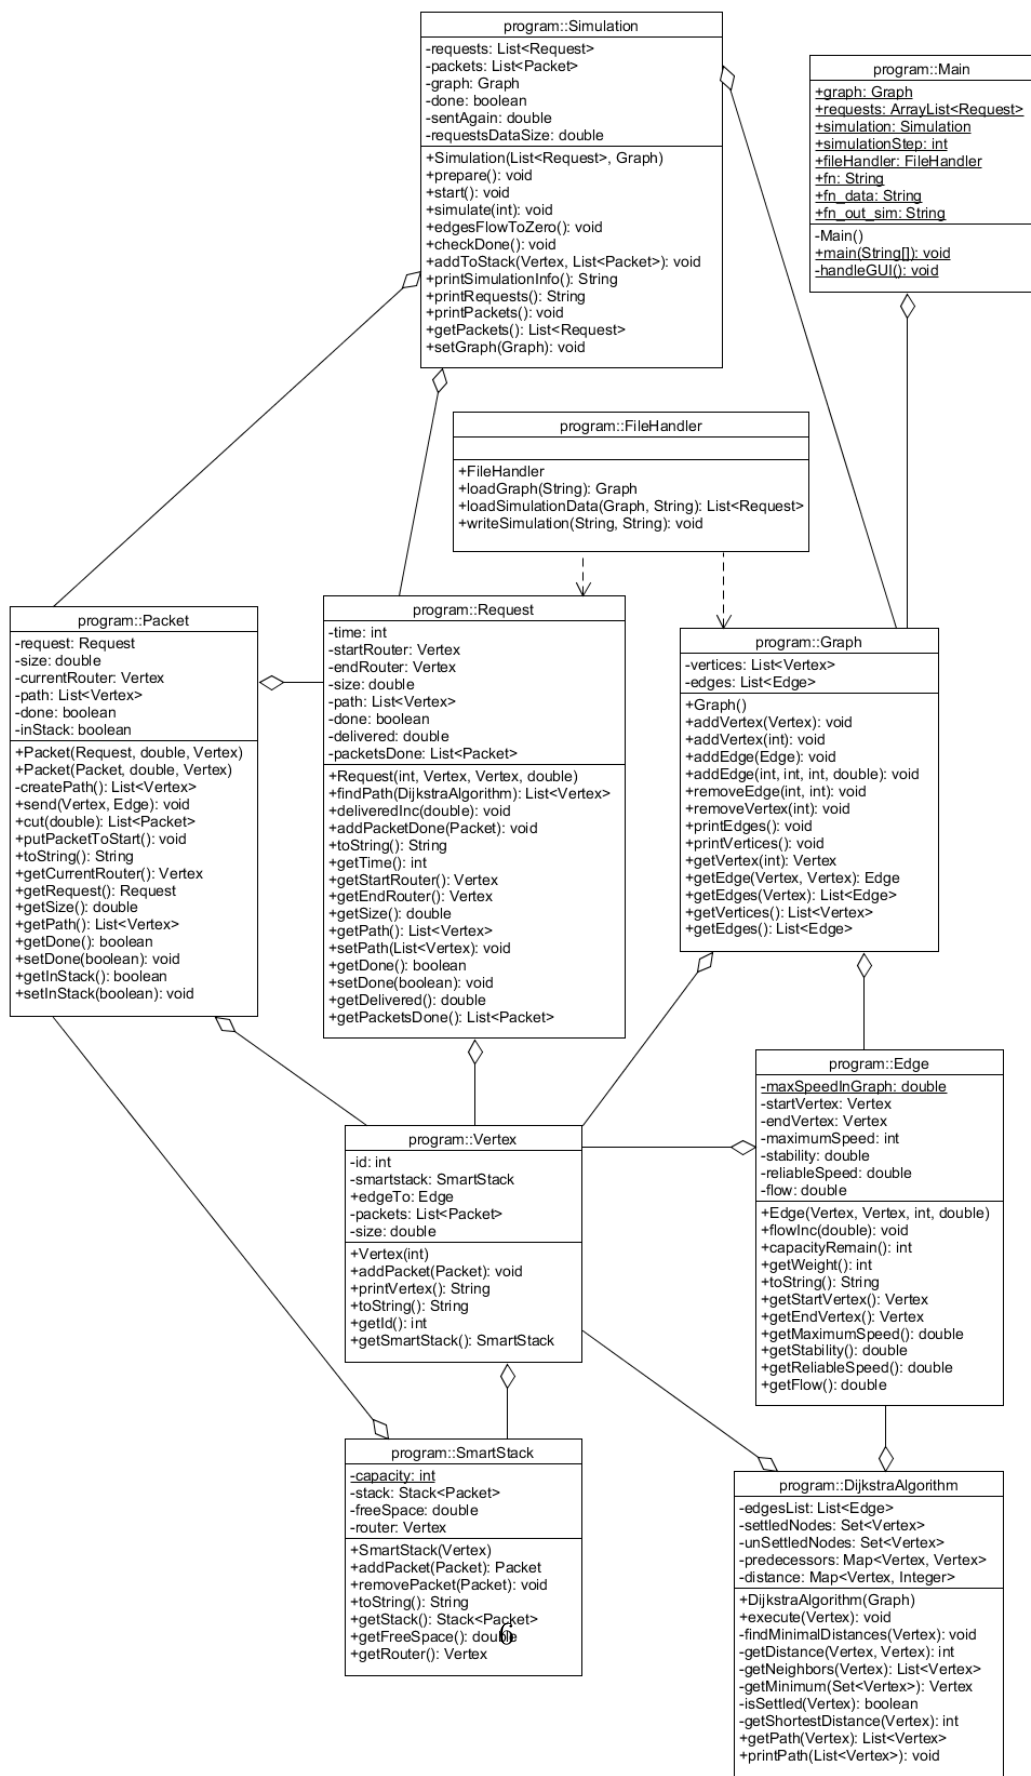 program::Simulation
-requests: List<Request>
-packets: List<Packet>
-graph: Graph
-done: boolean
-sentAgain: double
-requestsDataSize: double
+Simulation(List<Request>, Graph)
+prepare(): void
+start(): void
+simulate(int): void
+edgesFlowToZero(): void
+checkDone(): void
+addToStack(Vertex, List<Packet>): void
+printSimulationInfo(): String
+printRequests(): String
+printPackets(): void
+getPackets(): List<Request>
+setGraph(Graph): void
program::Main
+graph: Graph
+requests: ArrayList<Request>
+simulation: Simulation
+simulationStep: int
+fileHandler: FileHandler
+fn: String
+fn_data: String
+fn_out_sim: String
-Main()
+main(String[]): void
-handleGUI(): void
program::FileHandler
+FileHandler
+loadGraph(String): Graph
+loadSimulationData(Graph, String): List<Request>
+writeSimulation(String, String): void
program::Packet
-request: Request
-size: double
-currentRouter: Vertex
-path: List<Vertex>
-done: boolean
-inStack: boolean
+Packet(Request, double, Vertex)
+Packet(Packet, double, Vertex)
-createPath(): List<Vertex>
+send(Vertex, Edge): void
+cut(double): List<Packet>
+putPacketToStart(): void
+toString(): String
+getCurrentRouter(): Vertex
+getRequest(): Request
+getSize(): double
+getPath(): List<Vertex>
+getDone(): boolean
+setDone(boolean): void
+getInStack(): boolean
+setInStack(boolean): void
program::Request
-time: int
-startRouter: Vertex
-endRouter: Vertex
-size: double
-path: List<Vertex>
-done: boolean
-delivered: double
-packetsDone: List<Packet>
+Request(int, Vertex, Vertex, double)
+findPath(DijkstraAlgorithm): List<Vertex>
+deliveredInc(double): void
+addPacketDone(Packet): void
+toString(): String
+getTime(): int
+getStartRouter(): Vertex
+getEndRouter(): Vertex
+getSize(): double
+getPath(): List<Vertex>
+setPath(List<Vertex): void
+getDone(): boolean
+setDone(boolean): void
+getDelivered(): double
+getPacketsDone(): List<Packet>
program::Graph
-vertices: List<Vertex>
-edges: List<Edge>
+Graph()
+addVertex(Vertex): void
+addVertex(int): void
+addEdge(Edge): void
+addEdge(int, int, int, double): void
+removeEdge(int, int): void
+removeVertex(int): void
+printEdges(): void
+printVertices(): void
+getVertex(int): Vertex
+getEdge(Vertex, Vertex): Edge
+getEdges(Vertex): List<Edge>
+getVertices(): List<Vertex>
+getEdges(): List<Edge>
program::Edge
-maxSpeedInGraph: double
-startVertex: Vertex
-endVertex: Vertex
-maximumSpeed: int
-stability: double
-reliableSpeed: double
-flow: double
+Edge(Vertex, Vertex, int, double)
+flowInc(double): void
+capacityRemain(): int
+getWeight(): int
+toString(): String
+getStartVertex(): Vertex
+getEndVertex(): Vertex
+getMaximumSpeed(): double
+getStability(): double
+getReliableSpeed(): double
+getFlow(): double
program::Vertex
-id: int
-smartstack: SmartStack
+edgeTo: Edge
-packets: List<Packet>
-size: double
+Vertex(int)
+addPacket(Packet): void
+printVertex(): String
+toString(): String
+getId(): int
+getSmartStack(): SmartStack
program::SmartStack
-capacity: int
-stack: Stack<Packet>
-freeSpace: double
-router: Vertex
+SmartStack(Vertex)
+addPacket(Packet): Packet
+removePacket(Packet): void
+toString(): String
+getStack(): Stack<Packet>
+getFreeSpace(): double
+getRouter(): Vertex
6
program::DijkstraAlgorithm
-edgesList: List<Edge>
-settledNodes: Set<Vertex>
-unSettledNodes: Set<Vertex>
-predecessors: Map<Vertex, Vertex>
-distance: Map<Vertex, Integer>
+DijkstraAlgorithm(Graph)
+execute(Vertex): void
-findMinimalDistances(Vertex): void
-getDistance(Vertex, Vertex): int
-getNeighbors(Vertex): List<Vertex>
-getMinimum(Set<Vertex>): Vertex
-isSettled(Vertex): boolean
-getShortestDistance(Vertex): int
+getPath(Vertex): List<Vertex>
+printPath(List<Vertex>): void